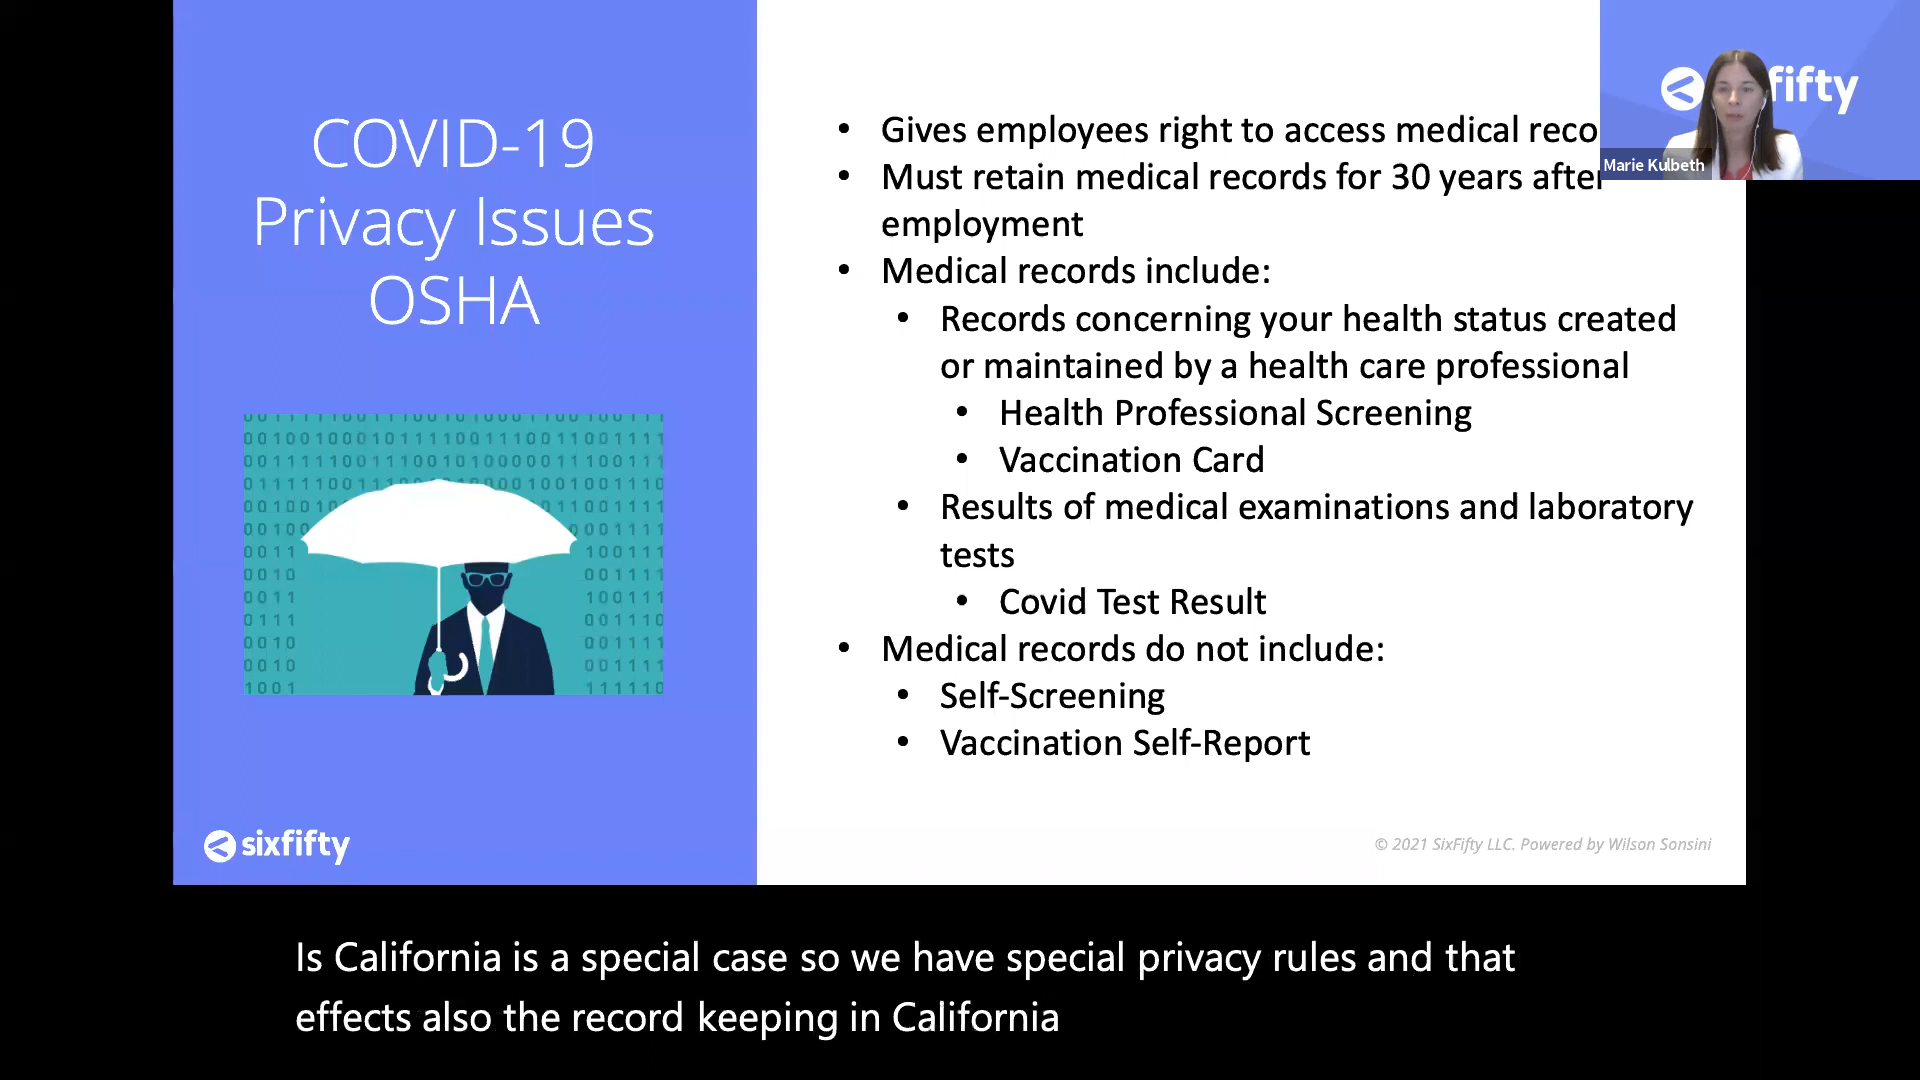 COVID-19
Privacy Issues
OSHA
sixfifty
• Gives employees right to access medical reco
• Must retain medical records for 30 years after
employment
• Medical records include:
• Records concerning your health status created
or maintained by a health care professional
• Health Professional Screening
• Vaccination Card
• Results of medical examinations and laboratory
tests
• Covid Test Result
• Medical records do not include:
• Self-Screening
• Vaccination Self-Report
© 2021 SixFifty LLC. Powered by Wilson Sonsini
fifty
Marie Kulbeth
Is California is a special case so we have special privacy rules and that
effects also the record keeping in California